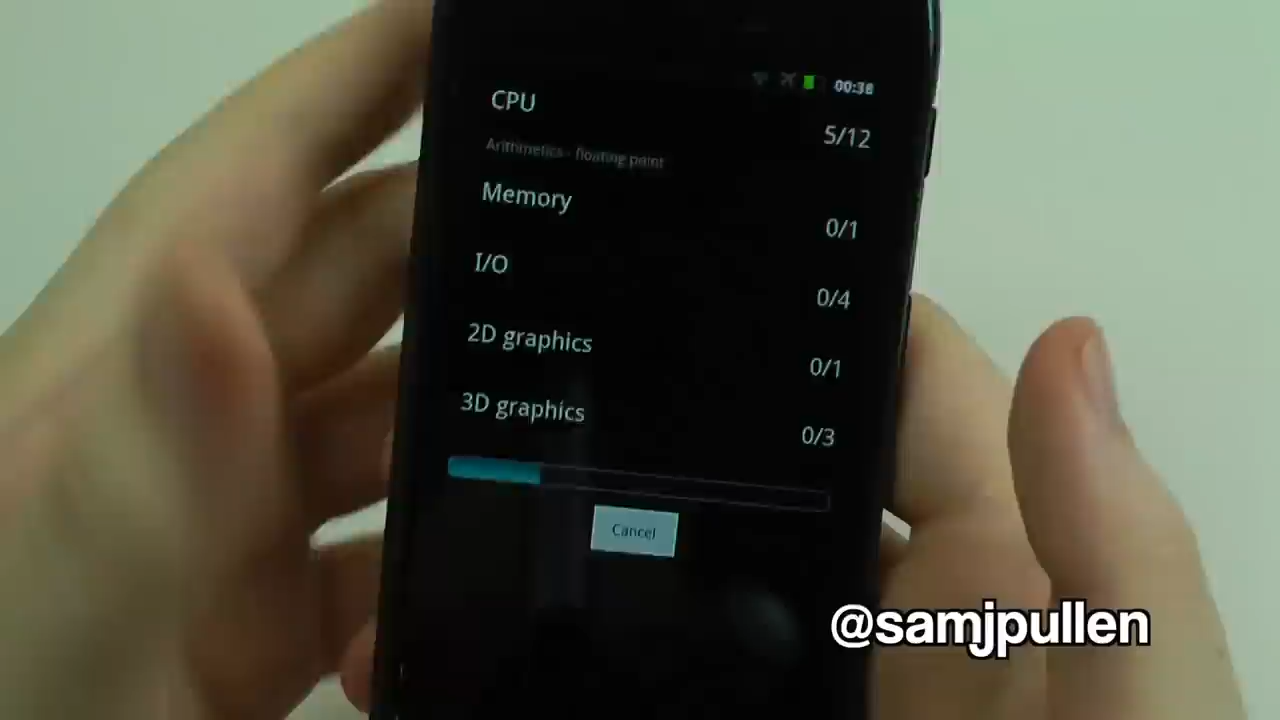 00:38
CPU
5/12
Arithmetics - floating point
Memory
0/1
I/O
0/4
2D graphics
0/1
3D graphics
0/3
Cancel
@samjpullen